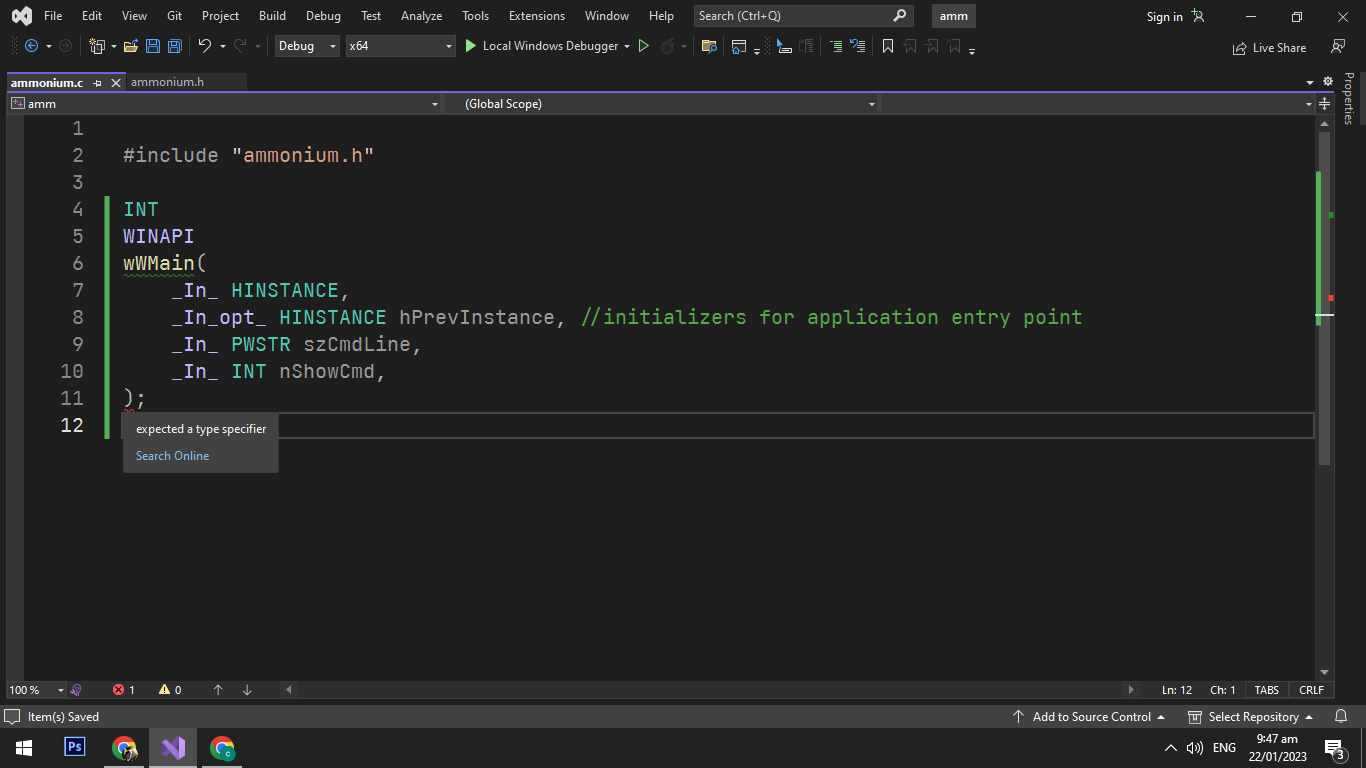 File Edit View Git Project Build Debug Test Analyze Tools Extensions Window Help Search (Ctrl+Q) amm Sign in
Debug x64 Local Windows Debugger Live Share
ammonium.c ammonium.h
Properties
amm (Global Scope)
1
2 #include "ammonium.h"
3
4 INT
5 WINAPI
6 wWMain(
7 _In_ HINSTANCE,
8 _In_opt_ HINSTANCE hPrevInstance, //initializers for application entry point
9 _In_ PWSTR szCmdLine,
10 _In_ INT nShowCmd,
11 );
12
expected a type specifier
Search Online
100 % 1 0 Ln: 12 Ch: 1 TABS CRLF
Item(s) Saved Add to Source Control Select Repository
Ps C ENG 9:47 am
22/01/2023 3